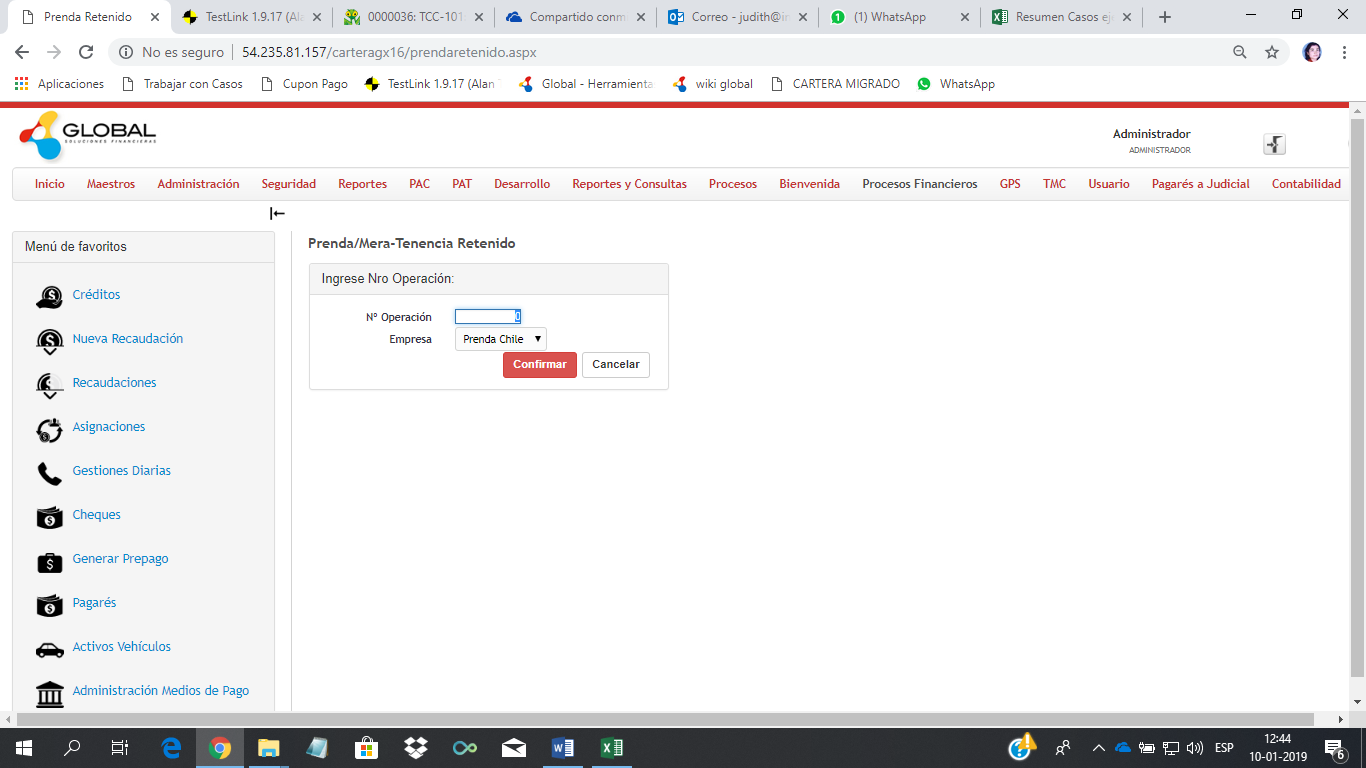 Prenda Retenido
TestLink 1.9.17 (Ala
0000036: TCC-101
Compartido conm
Correo - judith@in
(1) WhatsApp
Resumen Casos eje
No es seguro | 54.235.81.157/carteragx16/prendaretenido.aspx
Aplicaciones
Trabajar con Casos
Cupon Pago
TestLink 1.9.17 (Alan
Global - Herramienta
wiki global
CARTERA MIGRADO
WhatsApp
GLOBAL
SOLUCIONES FINANCIERAS
Administrador
ADMINISTRADOR
Inicio Maestros Administración Seguridad Reportes PAC PAT Desarrollo Reportes y Consultas Procesos Bienvenida Procesos Financieros GPS TMC Usuario Pagarés a Judicial Contabilidad
Menú de favoritos
Créditos
Nueva Recaudación
Recaudaciones
Asignaciones
Gestiones Diarias
Cheques
Generar Prepago
Pagarés
Activos Vehículos
Administración Medios de Pago
Prenda/Mera-Tenencia Retenido
Ingrese Nro Operación:
Nº Operación 0
Empresa Prenda Chile
Confirmar Cancelar
ESP
12:44
10-01-2019
6